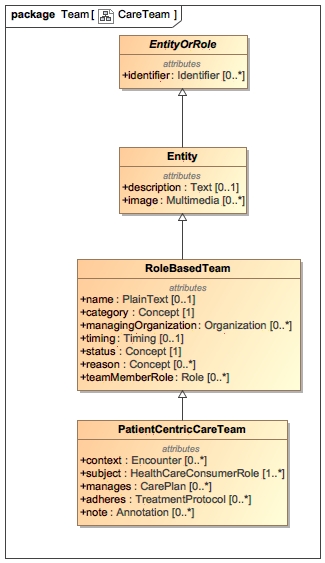 package Team [ CareTeam ]
EntityOrRole
attributes
+identifier : Identifier [0..*]
Entity
attributes
+description : Text [0..1]
+image : Multimedia [0..*]
RoleBasedTeam
attributes
+name : PlainText [0..1]
+category : Concept [1]
+managingOrganization : Organization [0..*]
+timing : Timing [0..1]
+status : Concept [1]
+reason : Concept [0..*]
+teamMemberRole : Role [0..*]
PatientCentricCareTeam
attributes
+context : Encounter [0..*]
+subject : HealthCareConsumerRole [1..*]
+manages : CarePlan [0..*]
+adheres : TreatmentProtocol [0..*]
+note : Annotation [0..*]